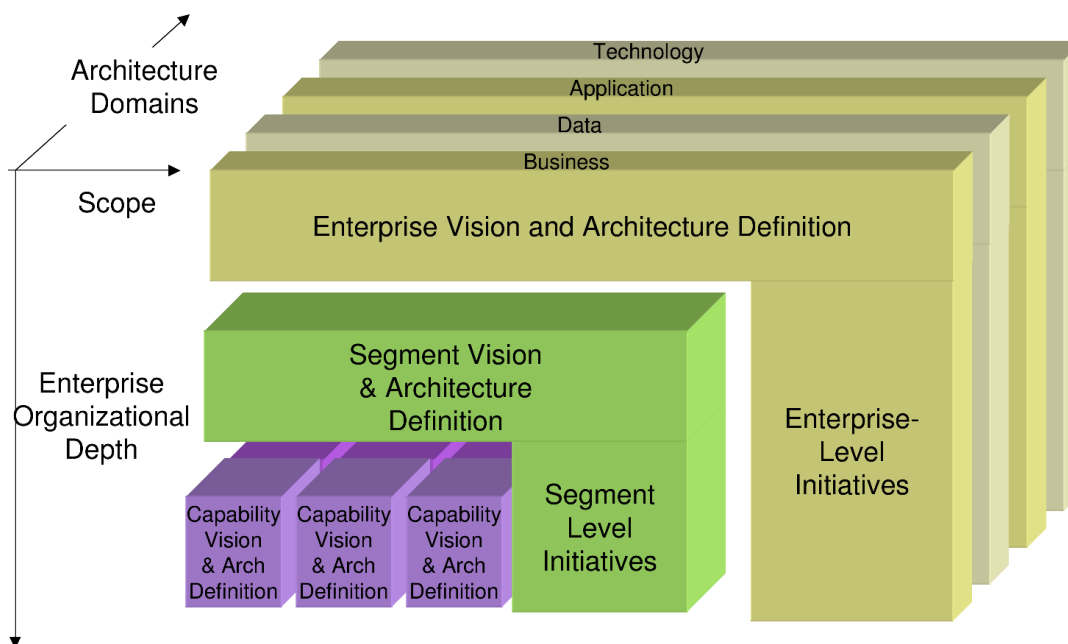 Architecture
Domains
Technology
Application
Data
Business
Scope
Enterprise Vision and Architecture Definition
Segment Vision
& Architecture
Definition
Enterprise
Organizational
Depth
Enterprise-
Level
Initiatives
Segment
Level
Initiatives
Capability
Vision
& Arch
Definition
Capability
Vision
& Arch
Definition
Capability
Vision
& Arch
Definition